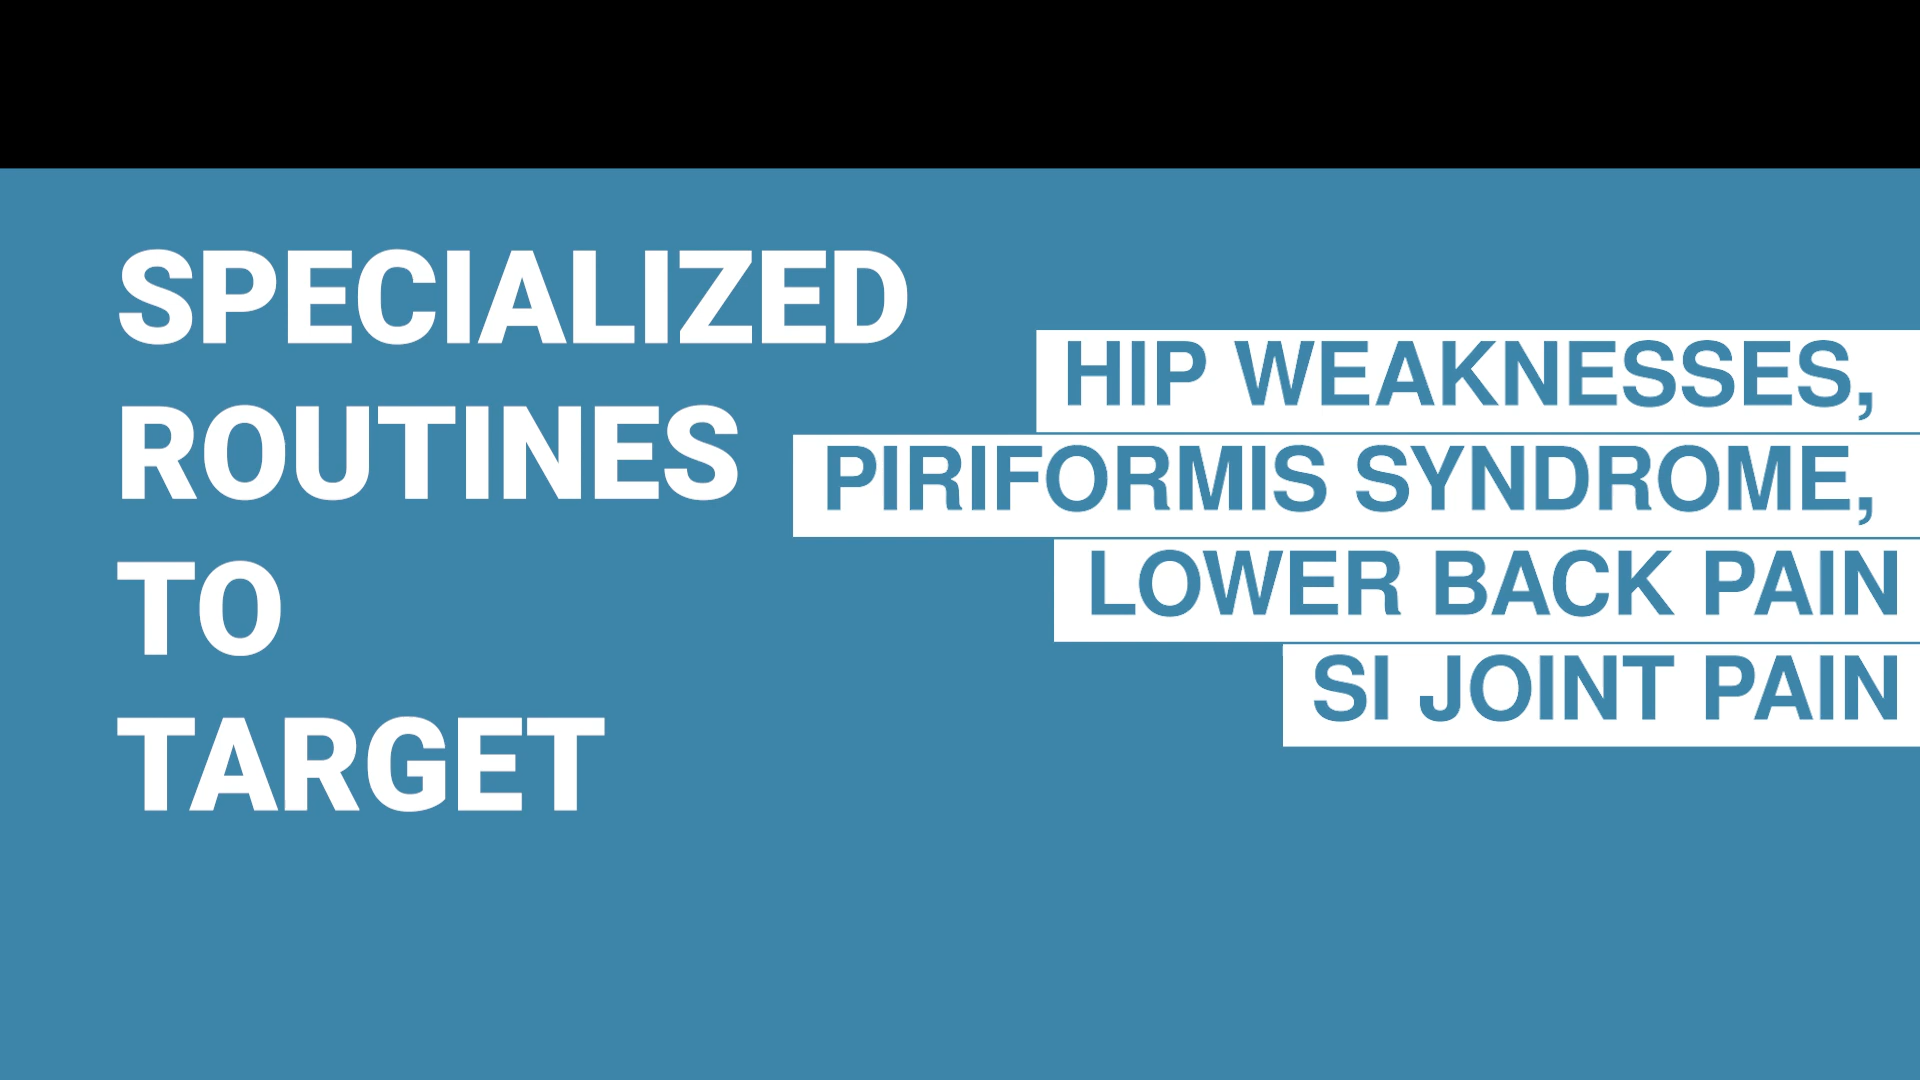 SPECIALIZED
ROUTINES
TO
TARGET
HIP WEAKNESSES,
PIRIFORMIS SYNDROME,
LOWER BACK PAIN
SI JOINT PAIN